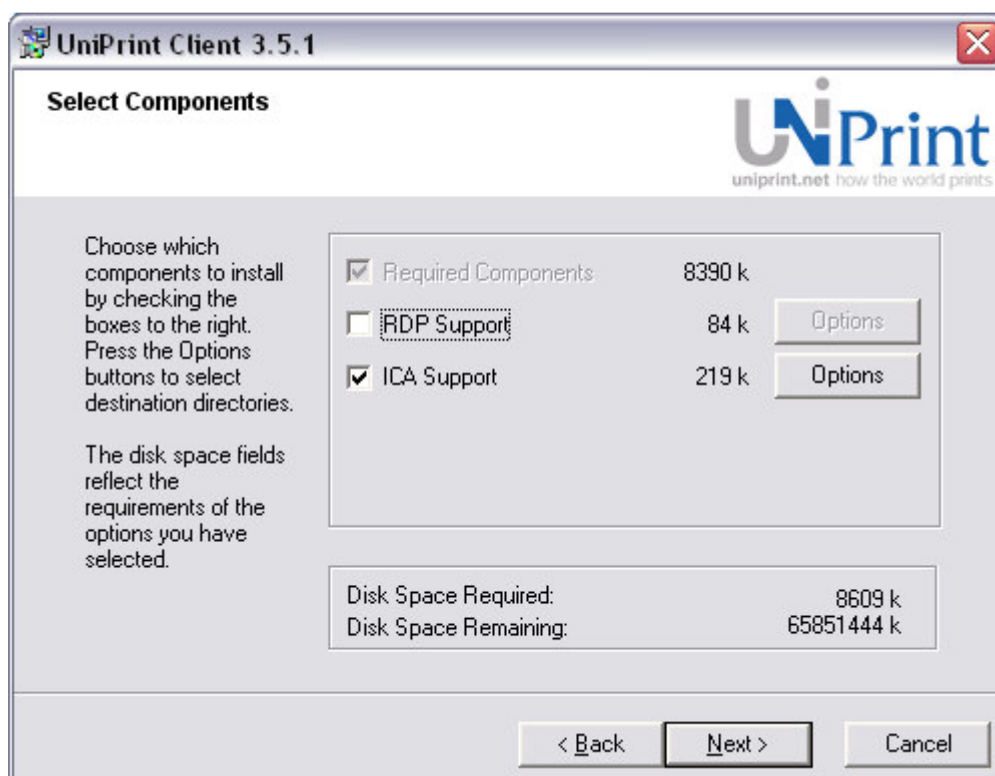 UniPrint Client 3.5.1
Select Components
UNiPrint
uniprint.net how the world prints
Choose which
components to install
by checking the
boxes to the right.
Press the Options
buttons to select
destination directories.
The disk space fields
reflect the
requirements of the
options you have
selected.
Required Components 8390 k
RDP Support 84 k Options
ICA Support 219 k Options
Disk Space Required: 8609 k
Disk Space Remaining: 65851444 k
< Back Next > Cancel